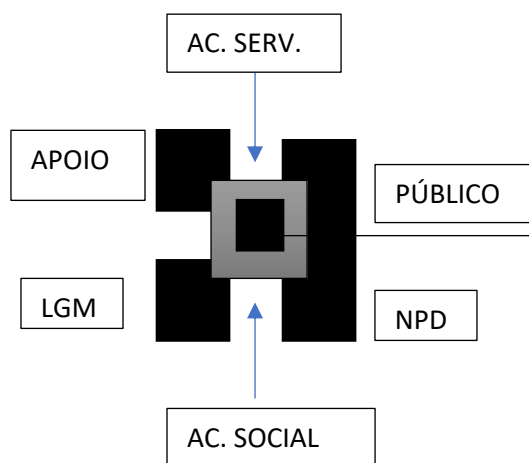 AC. SERV.
APOIO
PÚBLICO
LGM
NPD
AC. SOCIAL